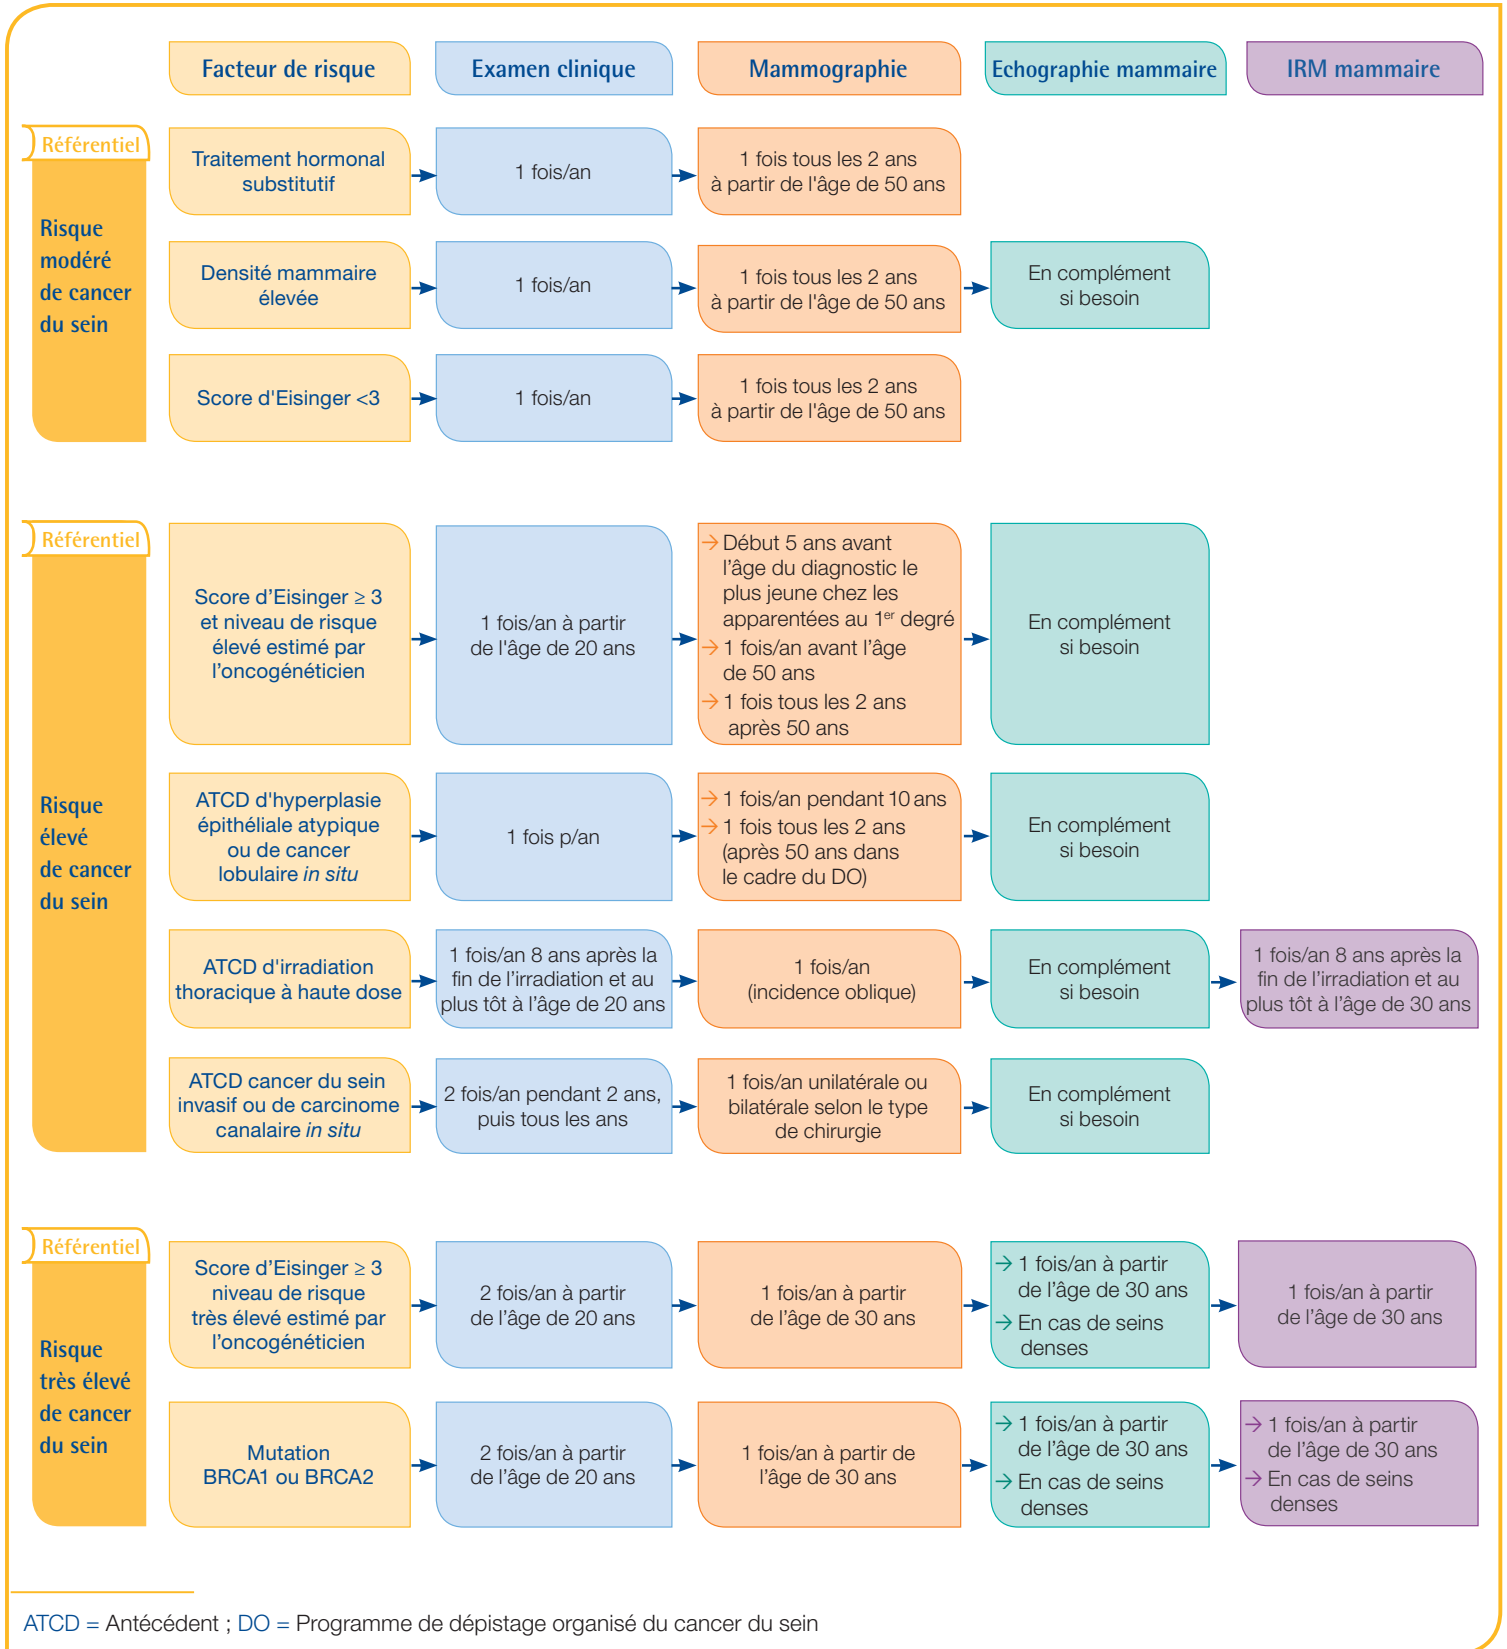 Facteur de risque
Examen clinique
Mammographie
Echographie mammaire
IRM mammaire
Référentiel
Risque
modéré
de cancer
du sein
Traitement hormonal
substitutif
1 fois/an
1 fois tous les 2 ans
à partir de l'âge de 50 ans
Densité mammaire
élevée
1 fois/an
1 fois tous les 2 ans
à partir de l'âge de 50 ans
En complément
si besoin
Score d'Eisinger <3
1 fois/an
1 fois tous les 2 ans
à partir de l'âge de 50 ans
Référentiel
Risque
élevé
de cancer
du sein
Score d’Eisinger ≥ 3
et niveau de risque
élevé estimé par
l’oncogénéticien
1 fois/an à partir
de l'âge de 20 ans
→ Début 5 ans avant
l’âge du diagnostic le
plus jeune chez les
apparentées au 1er degré
→ 1 fois/an avant l’âge
de 50 ans
→ 1 fois tous les 2 ans
après 50 ans
En complément
si besoin
ATCD d'hyperplasie
épithéliale atypique
ou de cancer
lobulaire in situ
1 fois p/an
→ 1 fois/an pendant 10 ans
→ 1 fois tous les 2 ans
(après 50 ans dans
le cadre du DO)
En complément
si besoin
ATCD d'irradiation
thoracique à haute dose
1 fois/an 8 ans après la
fin de l’irradiation et au
plus tôt à l’âge de 20 ans
1 fois/an
(incidence oblique)
En complément
si besoin
1 fois/an 8 ans après la
fin de l’irradiation et au
plus tôt à l’âge de 30 ans
ATCD cancer du sein
invasif ou de carcinome
canalaire in situ
2 fois/an pendant 2 ans,
puis tous les ans
1 fois/an unilatérale ou
bilatérale selon le type
de chirurgie
En complément
si besoin
Référentiel
Risque
très élevé
de cancer
du sein
Score d’Eisinger ≥ 3
niveau de risque
très élevé estimé par
l’oncogénéticien
2 fois/an à partir
de l’âge de 20 ans
1 fois/an à partir
de l’âge de 30 ans
→ 1 fois/an à partir
de l’âge de 30 ans
→ En cas de seins
denses
1 fois/an à partir
de l’âge de 30 ans
Mutation
BRCA1 ou BRCA2
2 fois/an à partir
de l’âge de 20 ans
1 fois/an à partir de
l’âge de 30 ans
→ 1 fois/an à partir
de l’âge de 30 ans
→ En cas de seins
denses
→ 1 fois/an à partir
de l’âge de 30 ans
→ En cas de seins
denses
ATCD = Antécédent ; DO = Programme de dépistage organisé du cancer du sein